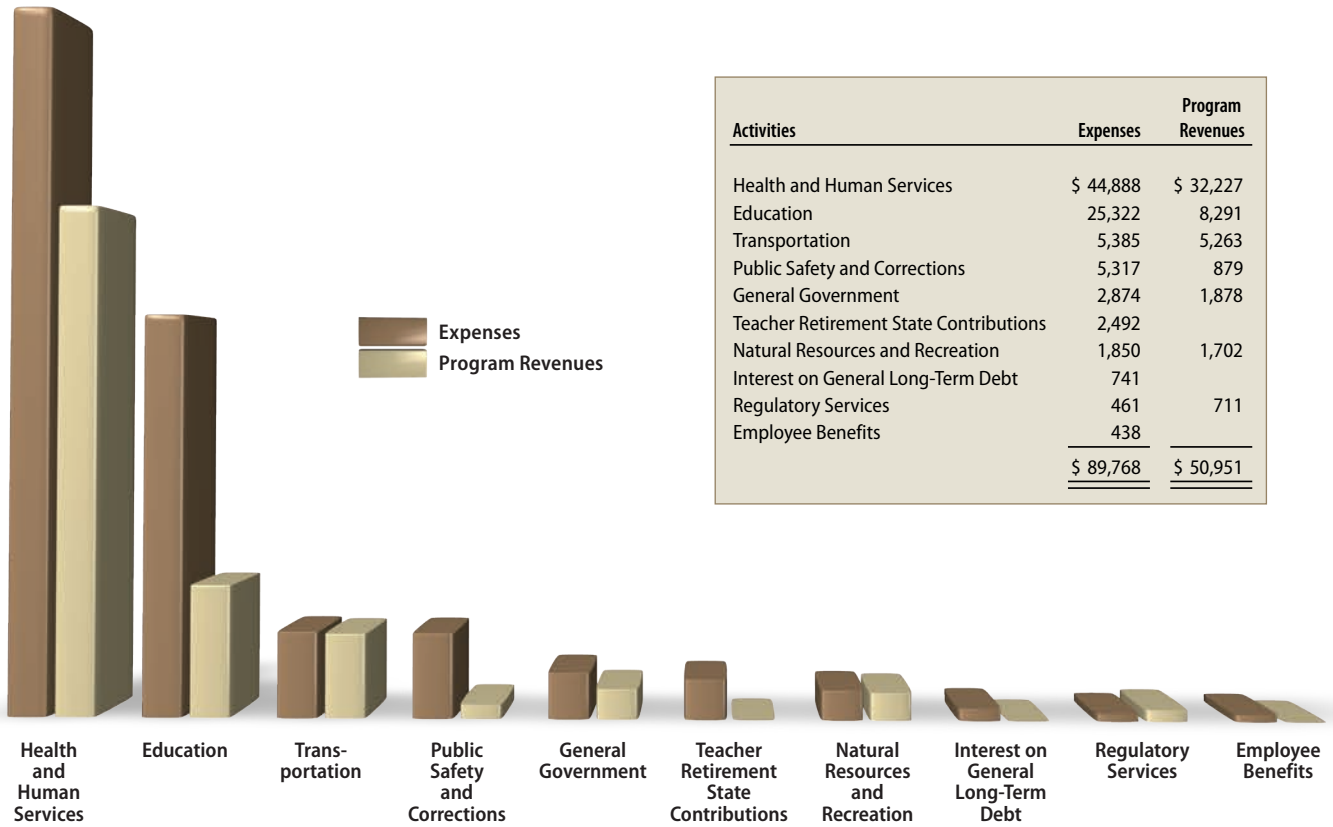 Program
Activities Expenses Revenues
Health and Human Services $ 44,888 $ 32,227
Education 25,322 8,291
Transportation 5,385 5,263
Public Safety and Corrections 5,317 879
General Government 2,874 1,878
Teacher Retirement State Contributions 2,492
Natural Resources and Recreation 1,850 1,702
Interest on General Long-Term Debt 741
Regulatory Services 461 711
Employee Benefits 438
$ 89,768 $ 50,951
Expenses
Program Revenues
Health
and
Human
Services
Education
Trans-
portation
Public
Safety
and
Corrections
General
Government
Teacher
Retirement
State
Contributions
Natural
Resources
and
Recreation
Interest on
General
Long-Term
Debt
Regulatory
Services
Employee
Benefits